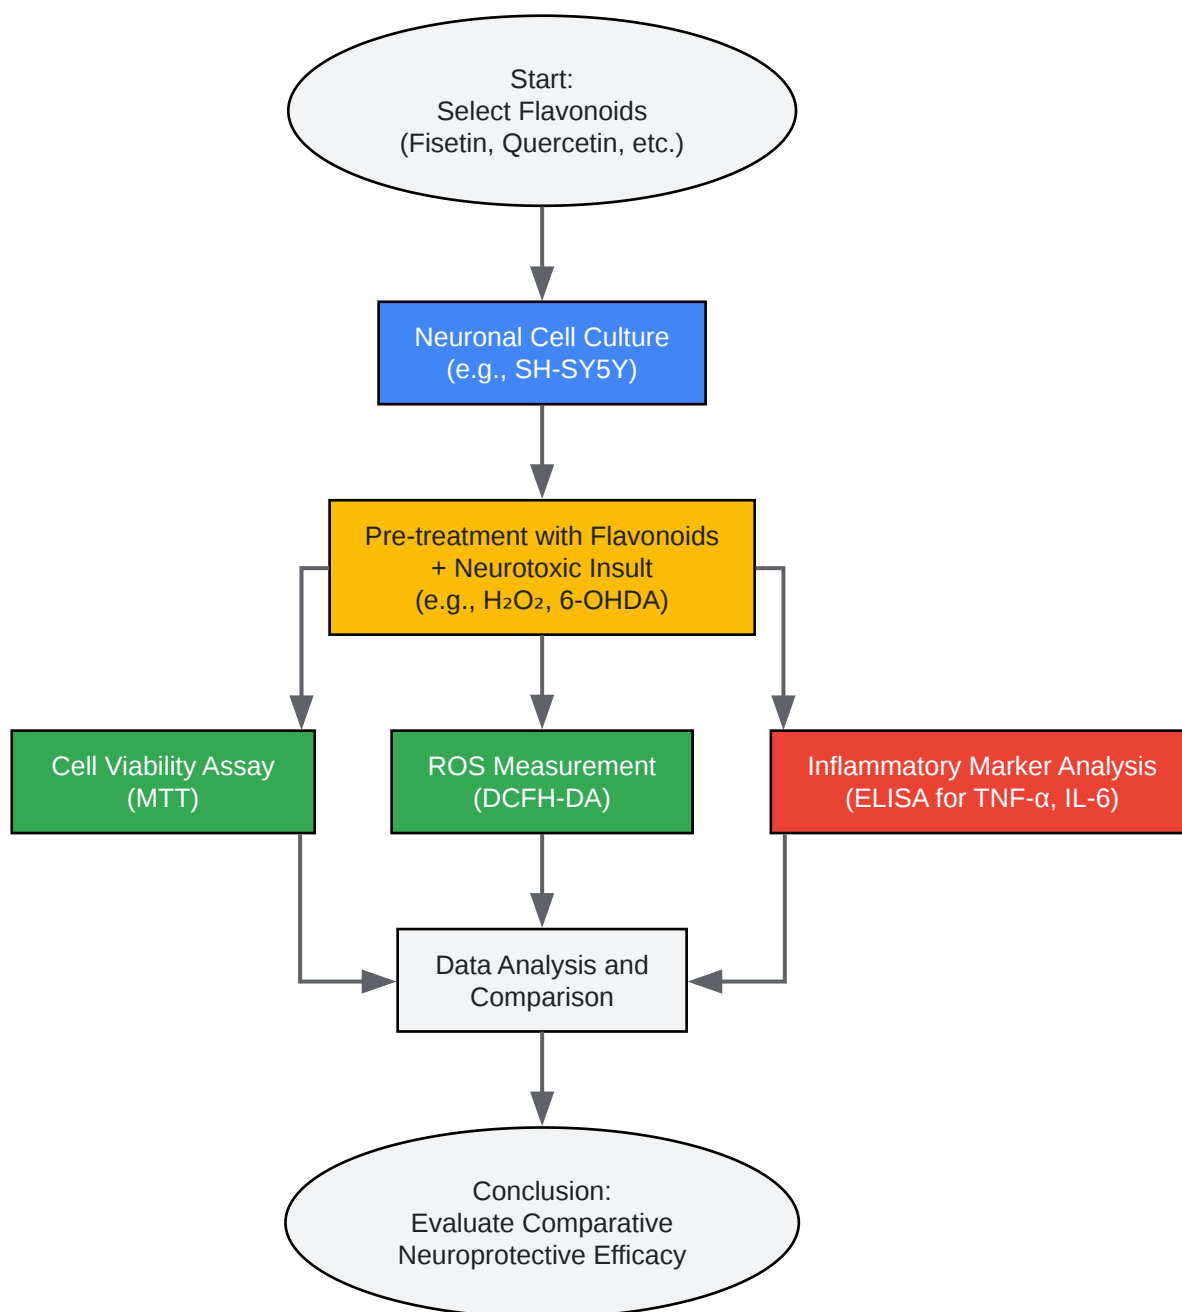 Start:
Select Flavonoids
(Fisetin, Quercetin, etc.)
Neuronal Cell Culture
(e.g., SH-SY5Y)
Pre-treatment with Flavonoids
+ Neurotoxic Insult
(e.g., H₂O₂, 6-OHDA)
Cell Viability Assay
(MTT)
ROS Measurement
(DCFH-DA)
Inflammatory Marker Analysis
(ELISA for TNF-α, IL-6)
Data Analysis and
Comparison
Conclusion:
Evaluate Comparative
Neuroprotective Efficacy